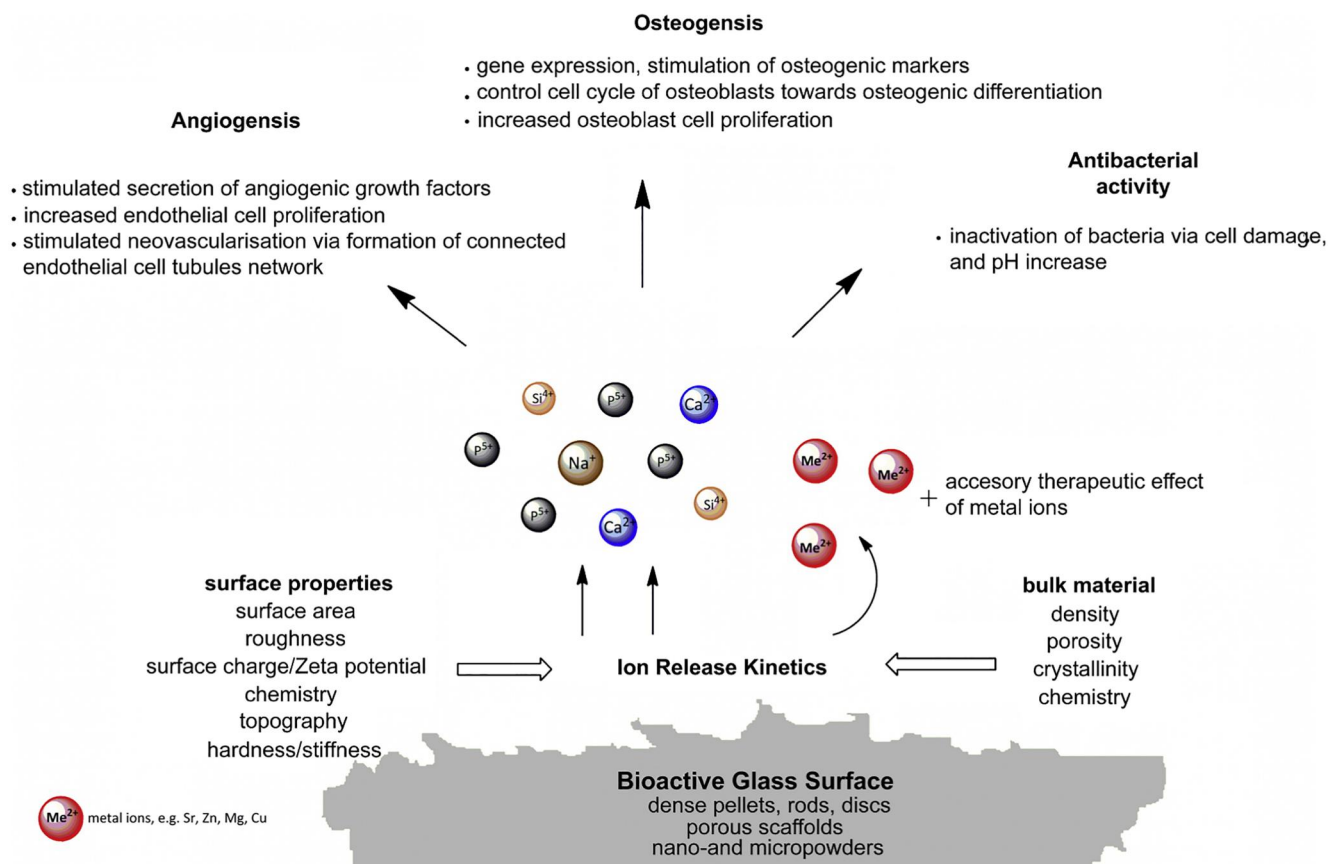 Osteogensis
· gene expression, stimulation of osteogenic markers
· control cell cycle of osteoblasts towards osteogenic differentiation
· increased osteoblast cell proliferation
Angiogensis
· stimulated secretion of angiogenic growth factors
· increased endothelial cell proliferation
· stimulated neovascularisation via formation of connected
endothelial cell tubules network
Antibacterial
activity
· inactivation of bacteria via cell damage,
and pH increase
Si4+
P5+
Ca2+
P5+
Na+
P5+
Si4+
P5+
Ca2+
Me2+
Me2+
Me2+
+ accesory therapeutic effect
of metal ions
surface properties
surface area
roughness
surface charge/Zeta potential
chemistry
topography
hardness/stiffness
Ion Release Kinetics
bulk material
density
porosity
crystallinity
chemistry
Bioactive Glass Surface
dense pellets, rods, discs
porous scaffolds
nano-and micropowders
Me2+ metal ions, e.g. Sr, Zn, Mg, Cu